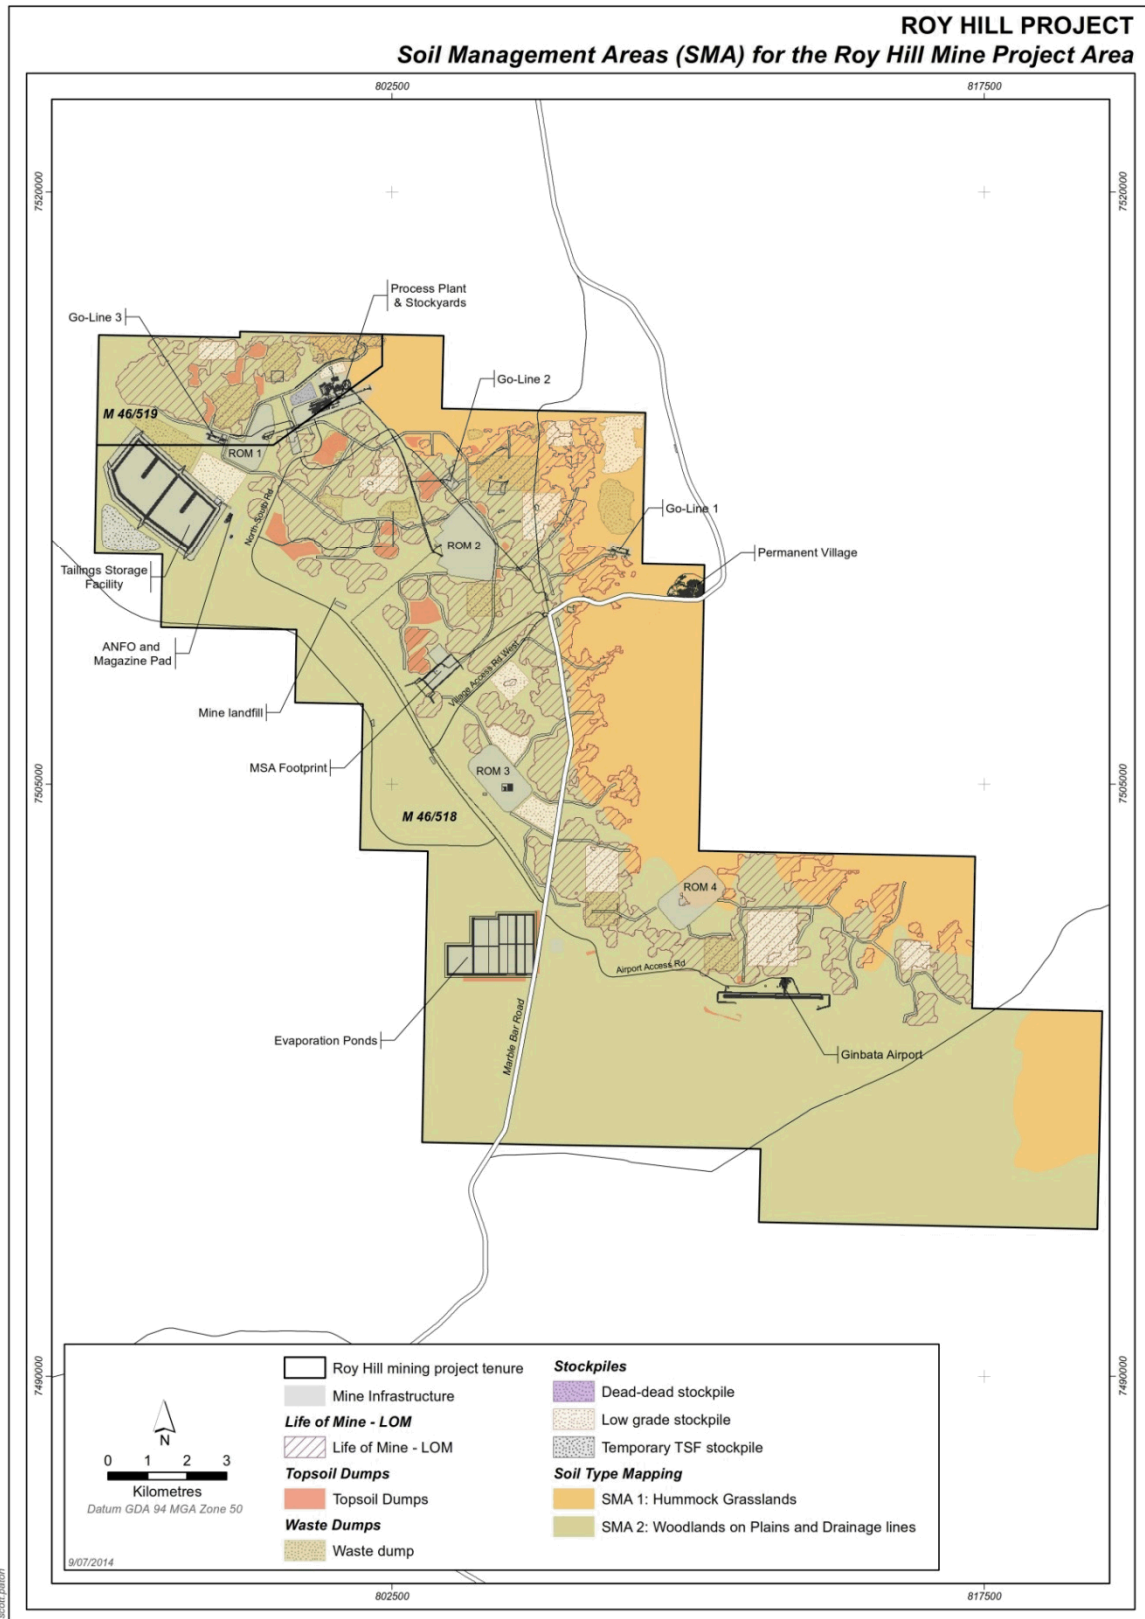 ROY HILL PROJECT
Soil Management Areas (SMA) for the Roy Hill Mine Project Area
802500
817500
7520000
7520000
Process Plant
& Stockyards
Go-Line 3
Go-Line 2
M 46/519
ROM 1
North-South Rd
Go-Line 1
ROM 2
Permanent Village
Tailings Storage
Facility
ANFO and
Magazine Pad
Village Access Rd West
Mine landfill
MSA Footprint
ROM 3
7505000
7505000
M 46/518
ROM 4
Airport Access Rd
Marble Bar Road
Evaporation Ponds
Ginbata Airport
7490000
7490000
N
0 1 2 3
Kilometres
Datum GDA 94 MGA Zone 50
9/07/2014
Roy Hill mining project tenure
Mine Infrastructure
Life of Mine - LOM
Life of Mine - LOM
Topsoil Dumps
Topsoil Dumps
Waste Dumps
Waste dump
Stockpiles
Dead-dead stockpile
Low grade stockpile
Temporary TSF stockpile
Soil Type Mapping
SMA 1: Hummock Grasslands
SMA 2: Woodlands on Plains and Drainage lines
802500
817500
scott.paton